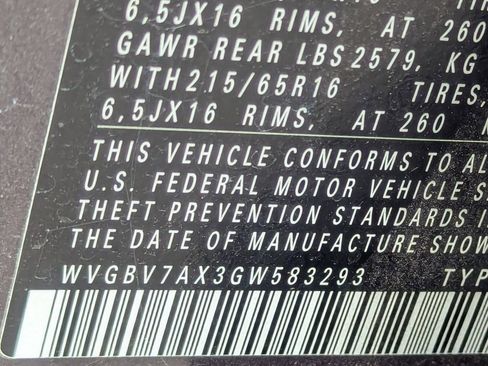 6,5JX16 RIMS, AT 260
GAWR REAR LBS 2579, KG
WITH 215/65R16 TIRES,
6,5JX16 RIMS, AT 260
THIS VEHICLE CONFORMS TO AL
U.S. FEDERAL MOTOR VEHICLE S
THEFT PREVENTION STANDARDS
THE DATE OF MANUFACTURE SHOW
WVGBV7AX3GW583293 TYP